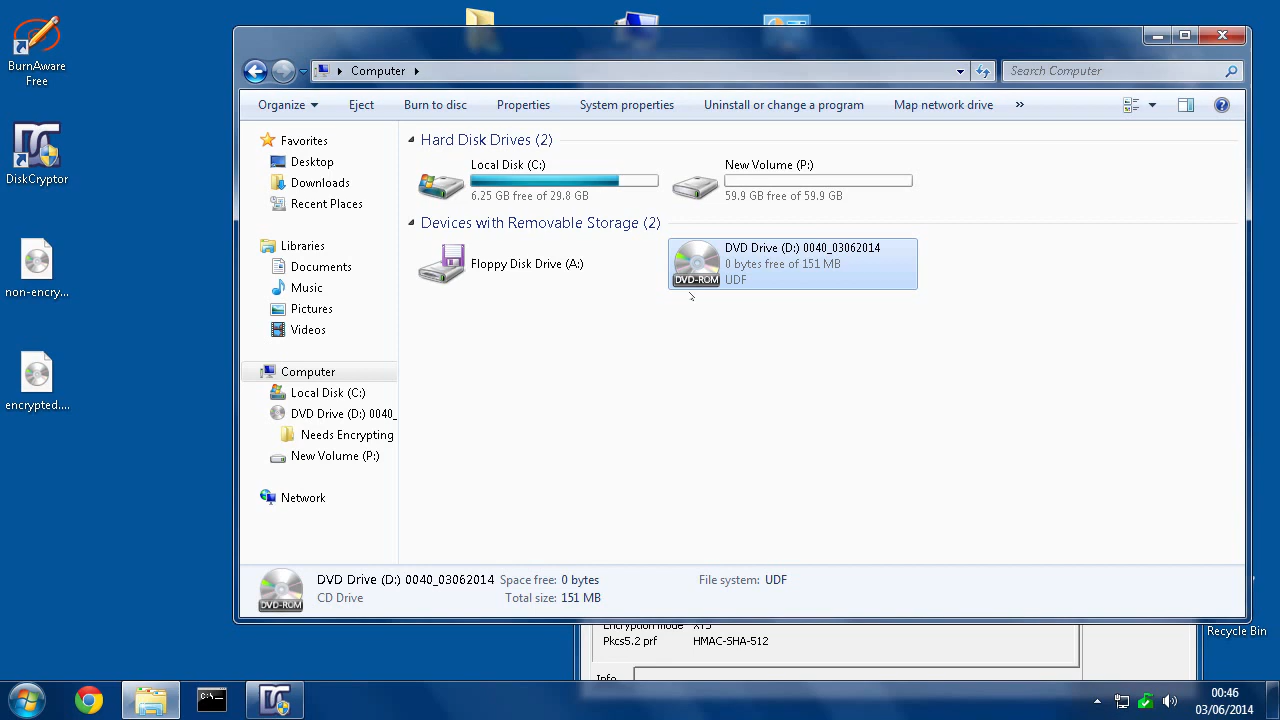 BurnAware
Free
DiskCryptor
non-encry...
encrypted....
Computer
Search Computer
Organize
Eject
Burn to disc
Properties
System properties
Uninstall or change a program
Map network drive
»
Favorites
Desktop
Downloads
Recent Places
Libraries
Documents
Music
Pictures
Videos
Computer
Local Disk (C:)
DVD Drive (D:) 0040_
Needs Encrypting
New Volume (P:)
Network
Hard Disk Drives (2)
Local Disk (C:)
6.25 GB free of 29.8 GB
New Volume (P:)
59.9 GB free of 59.9 GB
Devices with Removable Storage (2)
Floppy Disk Drive (A:)
DVD-ROM
DVD Drive (D:) 0040_03062014
0 bytes free of 151 MB
UDF
DVD-ROM
DVD Drive (D:) 0040_03062014 Space free: 0 bytes File system: UDF
CD Drive Total size: 151 MB
Encryption mode XTS
Pkcs5.2 prf HMAC-SHA-512
Info
Recycle Bin
C:\_
00:46
03/06/2014